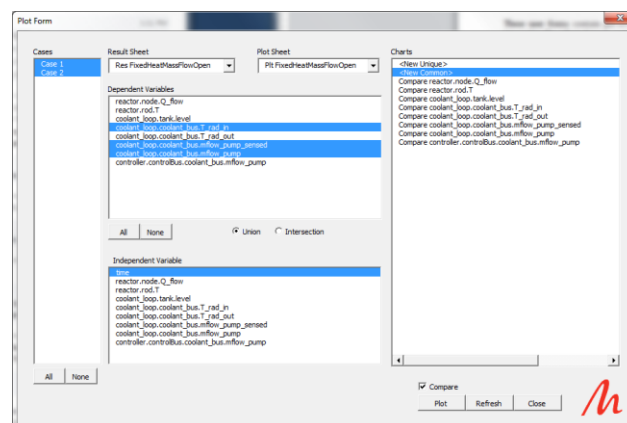 Plot Form
Cases
Case 1
Case 2
All
None
Result Sheet
Res FixedHeatMassFlowOpen
Plot Sheet
Plt FixedHeatMassFlowOpen
Dependent Variables
reactor.node.Q_flow
reactor.rod.T
coolant_loop.tank.level
coolant_loop.coolant_bus.T_rad_in
coolant_loop.coolant_bus.T_rad_out
coolant_loop.coolant_bus.mflow_pump_sensed
coolant_loop.coolant_bus.mflow_pump
controller.controlBus.coolant_bus.mflow_pump
All
None
Union
Intersection
Independent Variable
time
reactor.node.Q_flow
reactor.rod.T
coolant_loop.tank.level
coolant_loop.coolant_bus.T_rad_in
coolant_loop.coolant_bus.T_rad_out
coolant_loop.coolant_bus.mflow_pump_sensed
coolant_loop.coolant_bus.mflow_pump
controller.controlBus.coolant_bus.mflow_pump
Charts
<New Unique>
<New Common>
Compare reactor.node.Q_flow
Compare reactor.rod.T
Compare coolant_loop.tank.level
Compare coolant_loop.coolant_bus.T_rad_in
Compare coolant_loop.coolant_bus.T_rad_out
Compare coolant_loop.coolant_bus.mflow_pump_sensed
Compare coolant_loop.coolant_bus.mflow_pump
Compare controller.controlBus.coolant_bus.mflow_pump
Compare
Plot
Refresh
Close